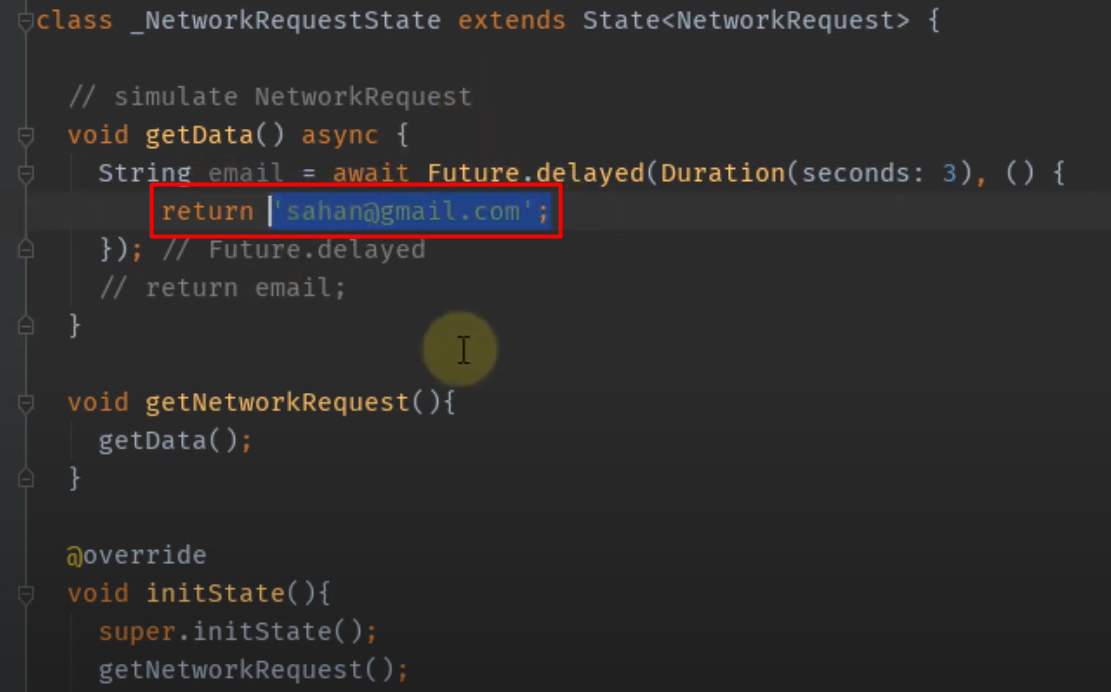 class _NetworkRequestState extends State<NetworkRequest> {
// simulate NetworkRequest
void getData() async {
String email = await Future.delayed(Duration(seconds: 3), () {
return 'sahan@gmail.com';
}); // Future.delayed
// return email;
}
void getNetworkRequest(){
getData();
}
@override
void initState(){
super.initState();
getNetworkRequest();